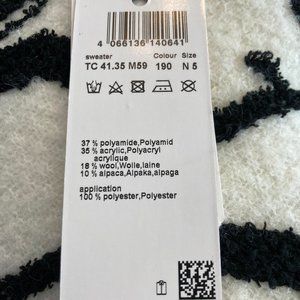 4 066136 140641
sweater Colour Size
TC 41.35 M59 190 N 5
37 % polyamide,Polyamid
35 % acrylic,Polyacryl
acrylique
18 % wool,Wolle,laine
10 % alpaca,Alpaka,alpaga
application
100 % polyester,Polyester